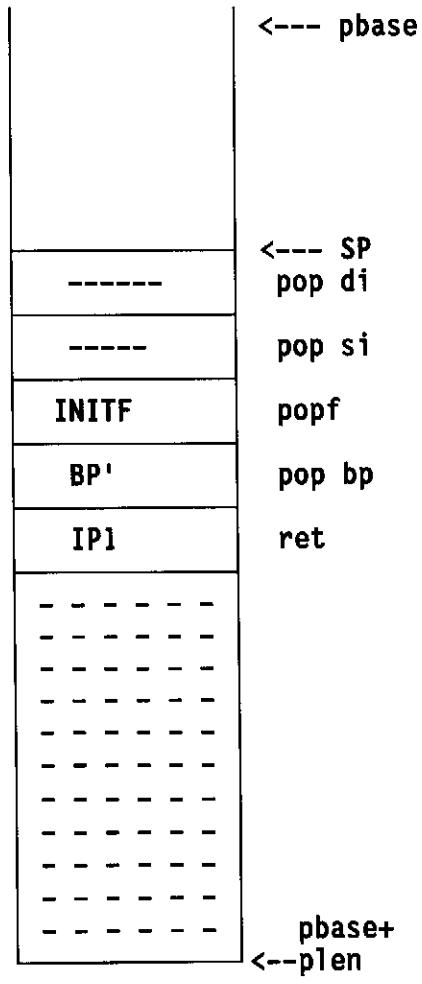 <--- pbase
<--- SP
------ pop di
----- pop si
INITF popf
BP' pop bp
IP1 ret
- - - - - -
- - - - - -
- - - - - -
- - - - - -
- - - - - -
- - - - - -
- - - - - -
- - - - - -
- - - - - -
- - - - - -
- - - - - - pbase+
<--plen